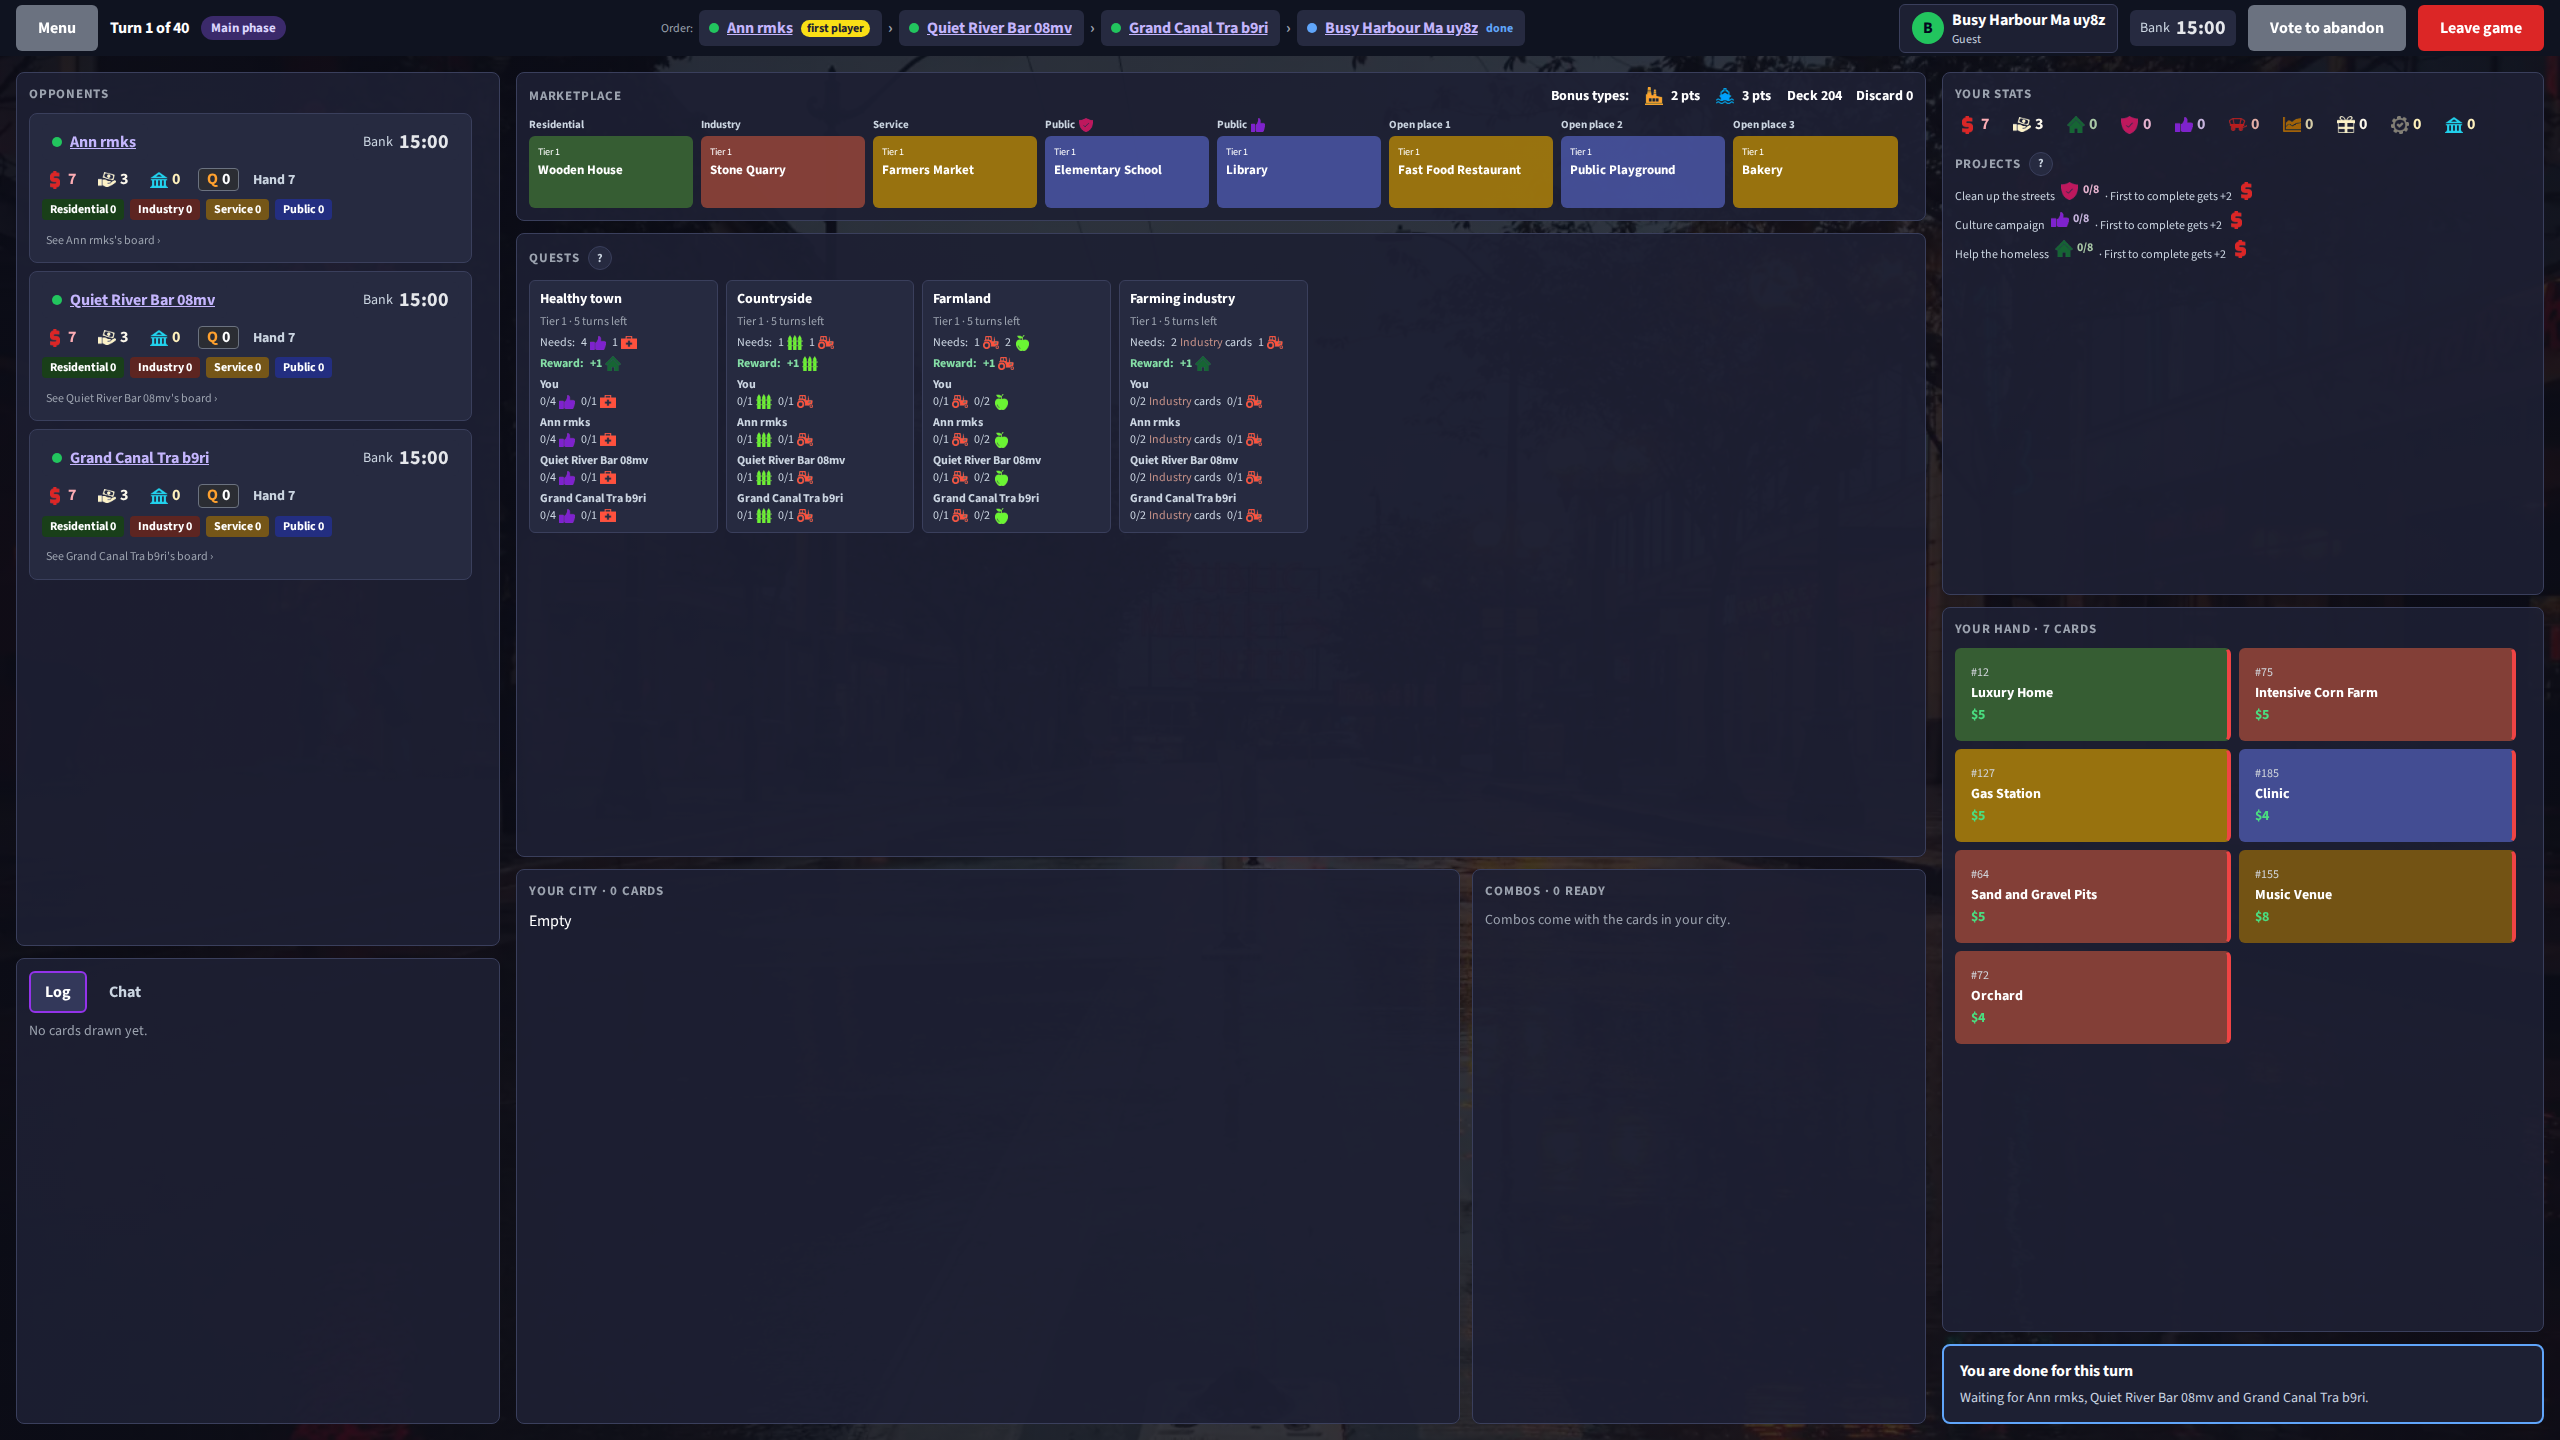 Menu
Turn 1 of 40
Main phase
Order:
Ann rmks first player
›
Quiet River Bar 08mv
›
Grand Canal Tra b9ri
›
Busy Harbour Ma uy8z done
B
Busy Harbour Ma uy8z
Guest
Bank 15:00
Vote to abandon
Leave game
OPPONENTS
Ann rmks
Bank 15:00
7 3 0 Q 0 Hand 7
Residential 0 Industry 0 Service 0 Public 0
See Ann rmks's board ›
Quiet River Bar 08mv
Bank 15:00
7 3 0 Q 0 Hand 7
Residential 0 Industry 0 Service 0 Public 0
See Quiet River Bar 08mv's board ›
Grand Canal Tra b9ri
Bank 15:00
7 3 0 Q 0 Hand 7
Residential 0 Industry 0 Service 0 Public 0
See Grand Canal Tra b9ri's board ›
Log
Chat
No cards drawn yet.
MARKETPLACE
Bonus types: 2 pts 3 pts Deck 204 Discard 0
Residential
Tier 1
Wooden House
Industry
Tier 1
Stone Quarry
Service
Tier 1
Farmers Market
Public
Tier 1
Elementary School
Public
Tier 1
Library
Open place 1
Tier 1
Fast Food Restaurant
Open place 2
Tier 1
Public Playground
Open place 3
Tier 1
Bakery
QUESTS ?
Healthy town
Tier 1 · 5 turns left
Needs: 4 1
Reward: +1
You
0/4 0/1
Ann rmks
0/4 0/1
Quiet River Bar 08mv
0/4 0/1
Grand Canal Tra b9ri
0/4 0/1
Countryside
Tier 1 · 5 turns left
Needs: 1 1
Reward: +1
You
0/1 0/1
Ann rmks
0/1 0/1
Quiet River Bar 08mv
0/1 0/1
Grand Canal Tra b9ri
0/1 0/1
Farmland
Tier 1 · 5 turns left
Needs: 1 2
Reward: +1
You
0/1 0/2
Ann rmks
0/1 0/2
Quiet River Bar 08mv
0/1 0/2
Grand Canal Tra b9ri
0/1 0/2
Farming industry
Tier 1 · 5 turns left
Needs: 2 Industry cards 1
Reward: +1
You
0/2 Industry cards 0/1
Ann rmks
0/2 Industry cards 0/1
Quiet River Bar 08mv
0/2 Industry cards 0/1
Grand Canal Tra b9ri
0/2 Industry cards 0/1
YOUR CITY · 0 CARDS
Empty
COMBOS · 0 READY
Combos come with the cards in your city.
YOUR STATS
7 3 0 0 0 0 0 0 0 0
PROJECTS ?
Clean up the streets 0/8 · First to complete gets +2
Culture campaign 0/8 · First to complete gets +2
Help the homeless 0/8 · First to complete gets +2
YOUR HAND · 7 CARDS
#12
Luxury Home
$5
#75
Intensive Corn Farm
$5
#127
Gas Station
$5
#185
Clinic
$4
#64
Sand and Gravel Pits
$5
#155
Music Venue
$8
#72
Orchard
$4
You are done for this turn
Waiting for Ann rmks, Quiet River Bar 08mv and Grand Canal Tra b9ri.